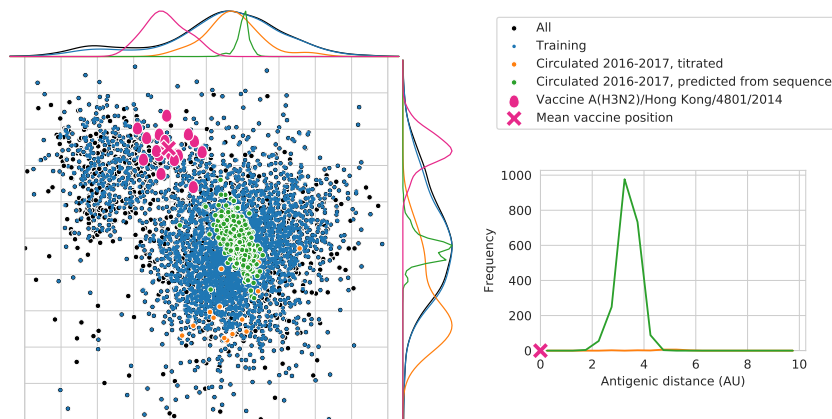 All
Training
Circulated 2016-2017, titrated
Circulated 2016-2017, predicted from sequence
Vaccine A(H3N2)/Hong Kong/4801/2014
Mean vaccine position
1000
800
600
400
200
0
Frequency
0 2 4 6 8 10
Antigenic distance (AU)